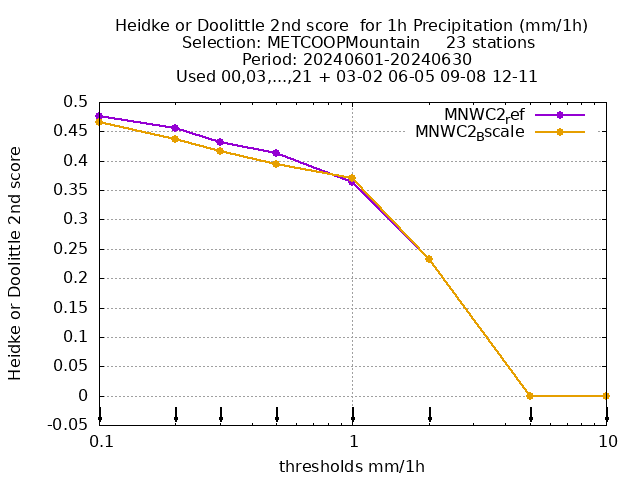 Heidke or Doolittle 2nd score  for 1h Precipitation (mm/1h)
Selection: METCOOPMountain     23 stations
Period: 20240601-20240630
Used 00,03,...,21 + 03-02 06-05 09-08 12-11
MNWC2ref
MNWC2Bscale
Heidke or Doolittle 2nd score
0.5
0.45
0.4
0.35
0.3
0.25
0.2
0.15
0.1
0.05
0
-0.05
0.1 1 10
thresholds mm/1h